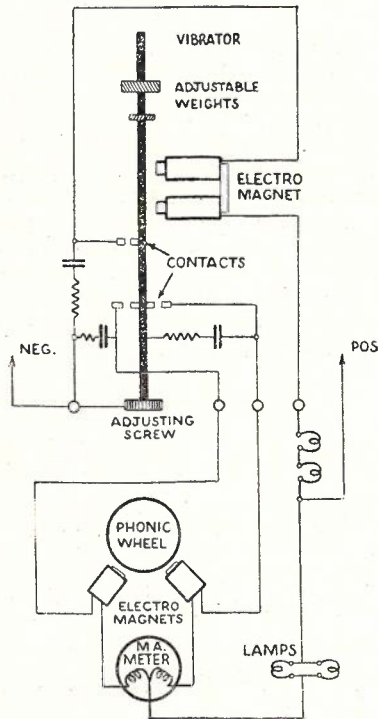 VIBRATOR
ADJUSTABLE
WEIGHTS
ELECTRO
MAGNET
CONTACTS
NEG.
POS
ADJUSTING
SCREW
PHONIC
WHEEL
ELECTRO
MAGNETS
M.A.
METER
LAMPS